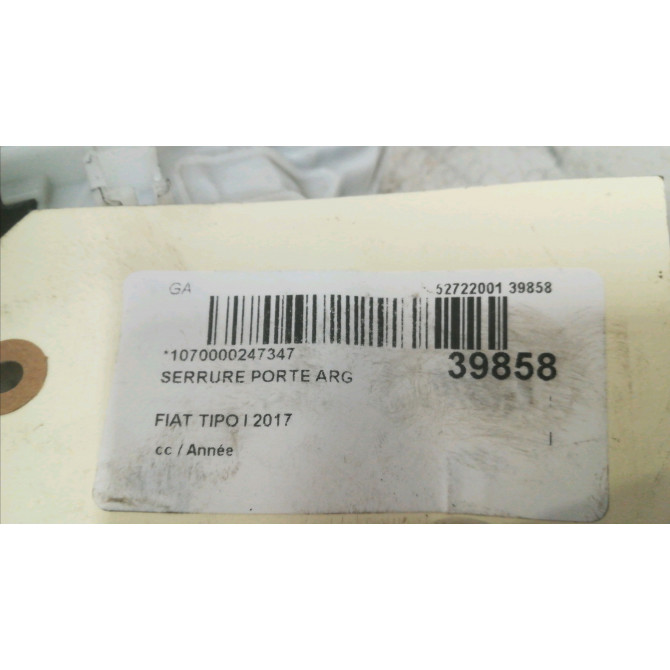 GA 52722001 39858
*1070000247347 39858
SERRURE PORTE ARG
FIAT TIPO I 2017
cc / Année